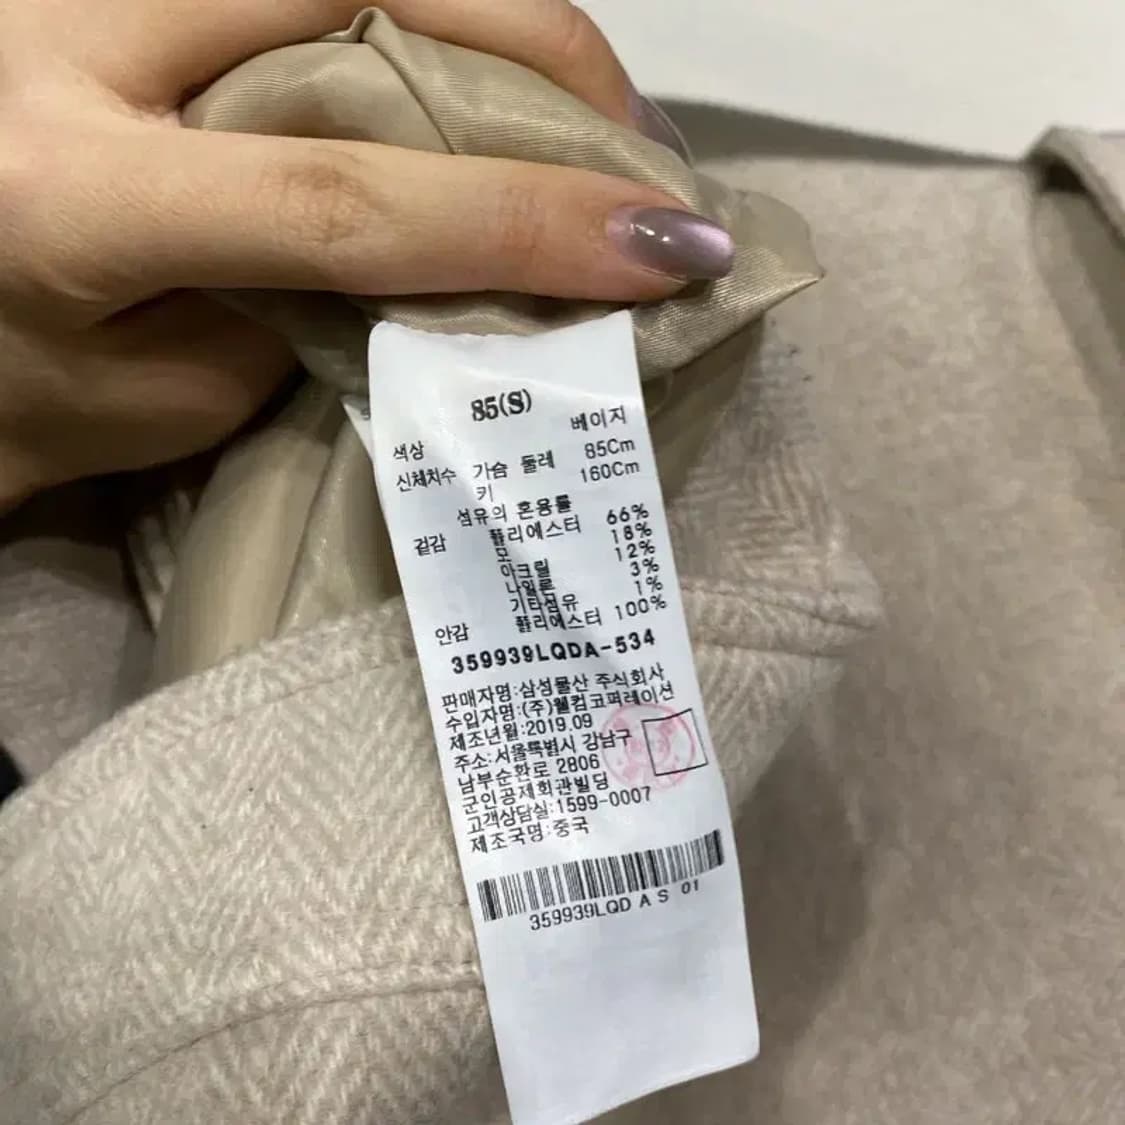 85(S)
색상 베이지
신체치수 가슴 둘레 85Cm
키 160Cm
섬유의 혼용률
겉감 폴리에스터 66%
모 18%
아크릴 12%
나일론 3%
기타섬유 1%
안감 폴리에스터 100%
359939LQDA-534
판매자명:삼성물산 주식회사
수입자명:(주)웰컴코퍼레이션
제조년월:2019.09
주소:서울특별시 강남구
남부순환로 2806
군인공제회관빌딩
고객상담실:1599-0007
제조국명:중국
359939LQD A S 01